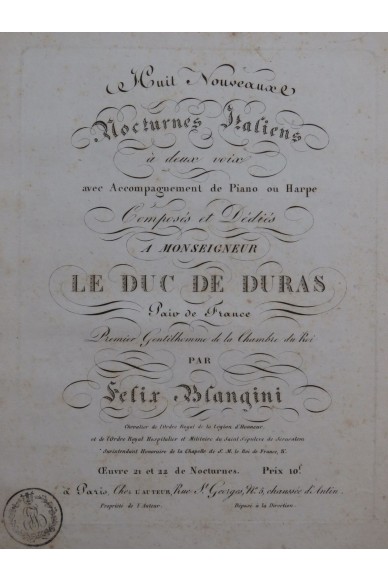 Huit Nouveaux
Nocturnes Italiens
à deux voix
avec Accompagnement de Piano ou Harpe
Composés et Dédiés
A MONSEIGNEUR
LE DUC DE DURAS
Pair de France
Premier Gentilhomme de la Chambre du Roi
PAR
Felix Blangini
Chevalier de l'Ordre Royal de la Légion d'Honneur
et de l'Ordre Royal Hospitalier et Militaire du Saint Sépulcre de Jérusalem
Surintendant Honoraire de la Chapelle de S. M. le Roi de France, &c.
Œuvre 21 et 22 de Nocturnes. Prix 10f.
à Paris, Chez L'AUTEUR, Rue St. Georges, No. 5, chaussée d'Antin.
Propriété de l'Auteur. Déposé à la Direction.